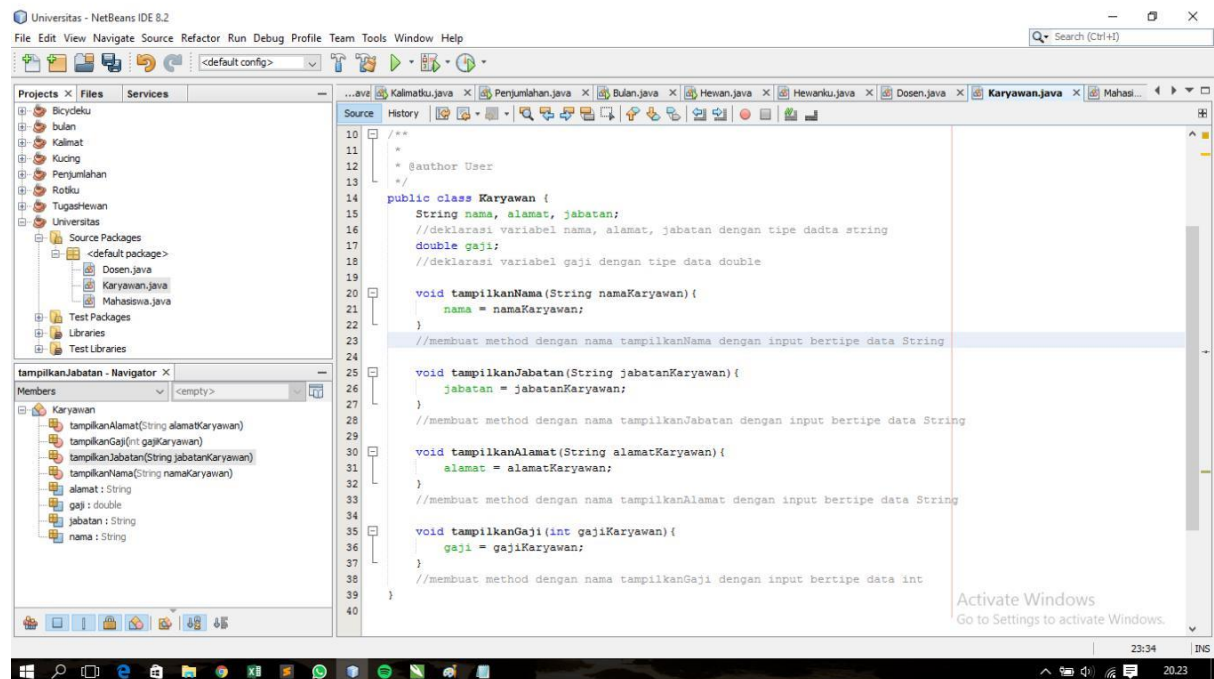 Universitas - NetBeans IDE 8.2
File Edit View Navigate Source Refactor Run Debug Profile Team Tools Window Help
Search (Ctrl+I)
<default config>
Projects Files Services
Bicycleku
bulan
Kalimat
Kucing
Penjumlahan
Rotiku
TugasHewan
Universitas
Source Packages
<default package>
Dosen.java
Karyawan.java
Mahasiswa.java
Test Packages
Libraries
Test Libraries
tampilkanJabatan - Navigator
Members <empty>
Karyawan
tampilkanAlamat(String alamatKaryawan)
tampilkanGaji(int gajiKaryawan)
tampilkanJabatan(String jabatanKaryawan)
tampilkanNama(String namaKaryawan)
alamat : String
gaji : double
jabatan : String
nama : String
...ava Kalimatku.java Penjumlahan.java Bulan.java Hewan.java Hewanku.java Dosen.java Karyawan.java Mahasi...
Source History
10 /**
11 *
12 * @author User
13 */
14 public class Karyawan {
15 String nama, alamat, jabatan;
16 //deklarasi variabel nama, alamat, jabatan dengan tipe dadta string
17 double gaji;
18 //deklarasi variabel gaji dengan tipe data double
19
20 void tampilkanNama(String namaKaryawan){
21 nama = namaKaryawan;
22 }
23 //membuat method dengan nama tampilkanNama dengan input bertipe data String
24
25 void tampilkanJabatan(String jabatanKaryawan){
26 jabatan = jabatanKaryawan;
27 }
28 //membuat method dengan nama tampilkanJabatan dengan input bertipe data String
29
30 void tampilkanAlamat(String alamatKaryawan){
31 alamat = alamatKaryawan;
32 }
33 //membuat method dengan nama tampilkanAlamat dengan input bertipe data String
34
35 void tampilkanGaji(int gajiKaryawan){
36 gaji = gajiKaryawan;
37 }
38 //membuat method dengan nama tampilkanGaji dengan input bertipe data int
39 }
40
Activate Windows
Go to Settings to activate Windows.
23:34 INS
20.23